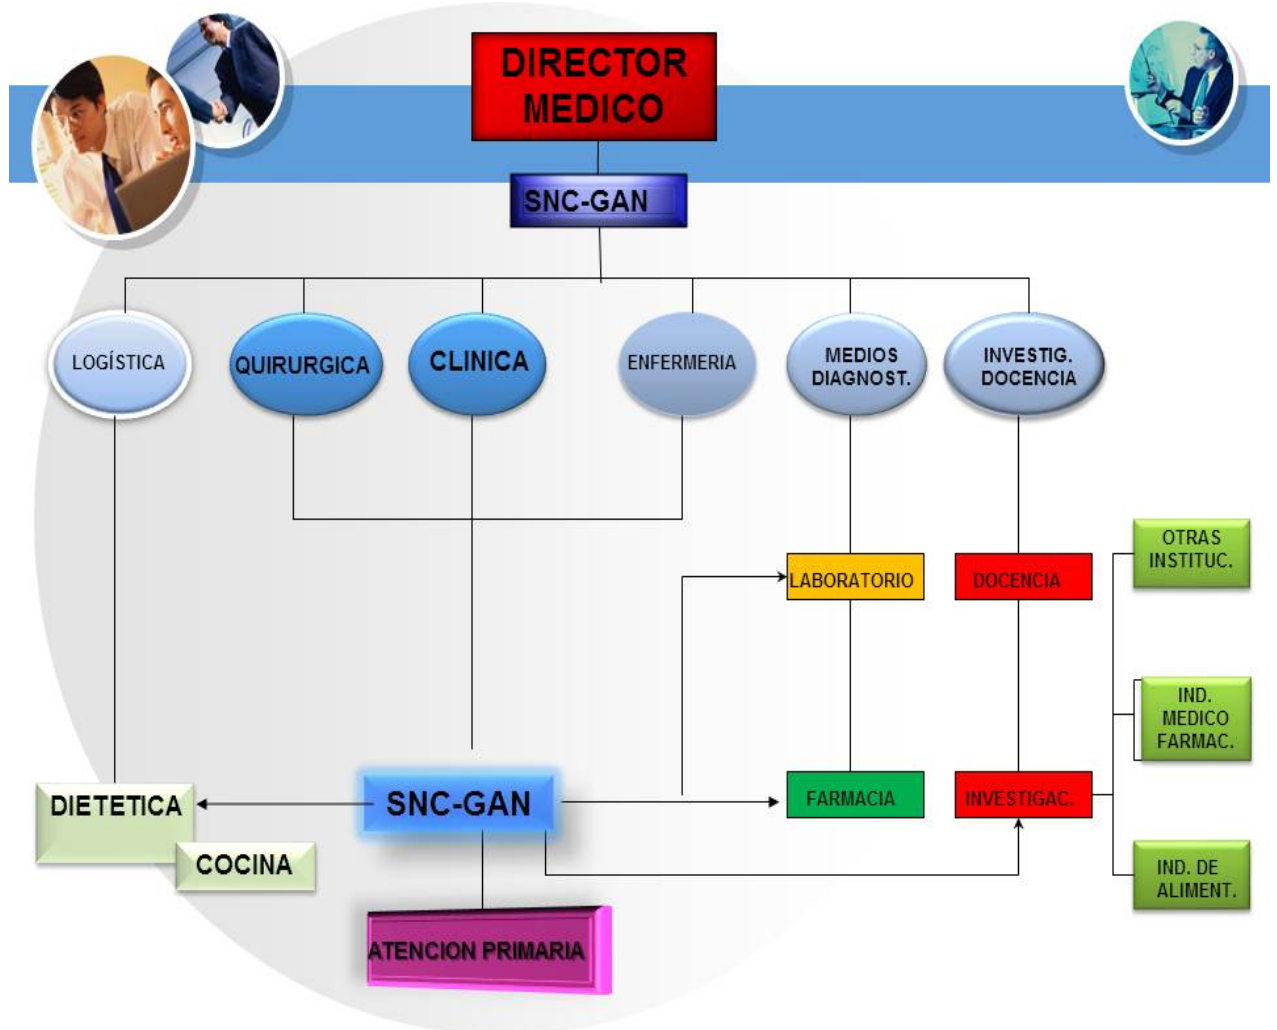 DIRECTOR
MEDICO
SNC-GAN
LOGÍSTICA
QUIRURGICA
CLINICA
ENFERMERIA
MEDIOS
DIAGNOST.
INVESTIG.
DOCENCIA
OTRAS
INSTITUC.
LABORATORIO
DOCENCIA
IND.
MEDICO
FARMAC.
DIETETICA
SNC-GAN
FARMACIA
INVESTIGAC.
COCINA
IND. DE
ALIMENT.
ATENCION PRIMARIA